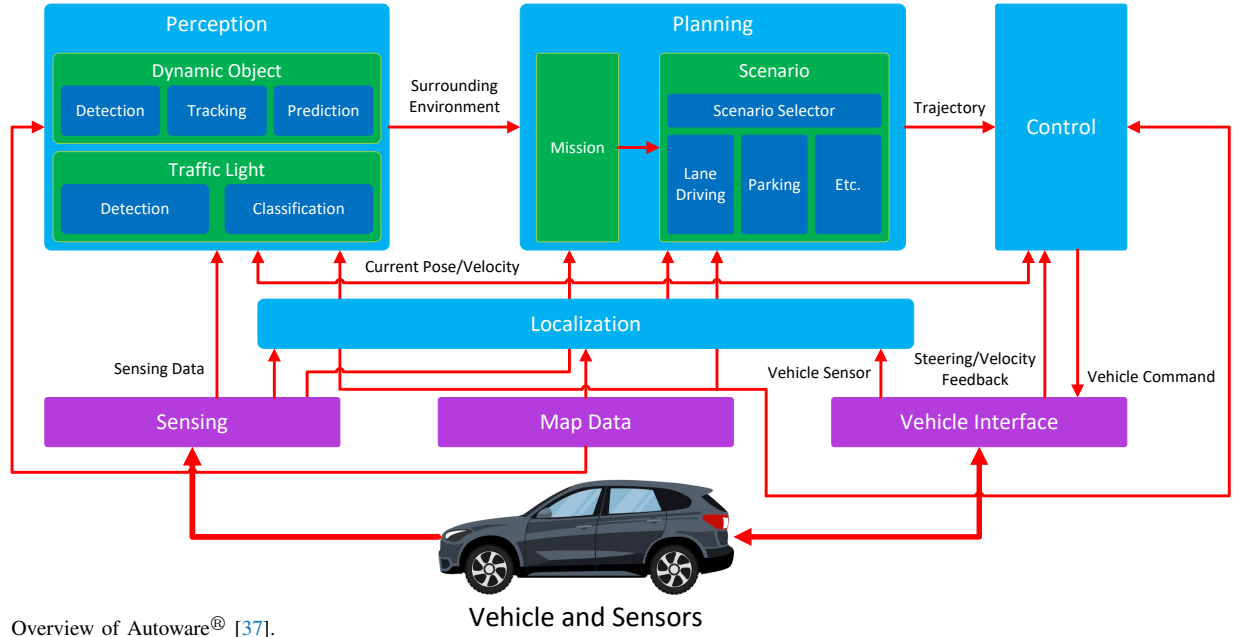 Perception
Dynamic Object
Detection
Tracking
Prediction
Traffic Light
Detection
Classification
Surrounding
Environment
Planning
Mission
Scenario
Scenario Selector
Lane
Driving
Parking
Etc.
Trajectory
Control
Current Pose/Velocity
Localization
Sensing Data
Vehicle Sensor
Steering/Velocity
Feedback
Vehicle Command
Sensing
Map Data
Vehicle Interface
Vehicle and Sensors
Overview of Autoware® [37].